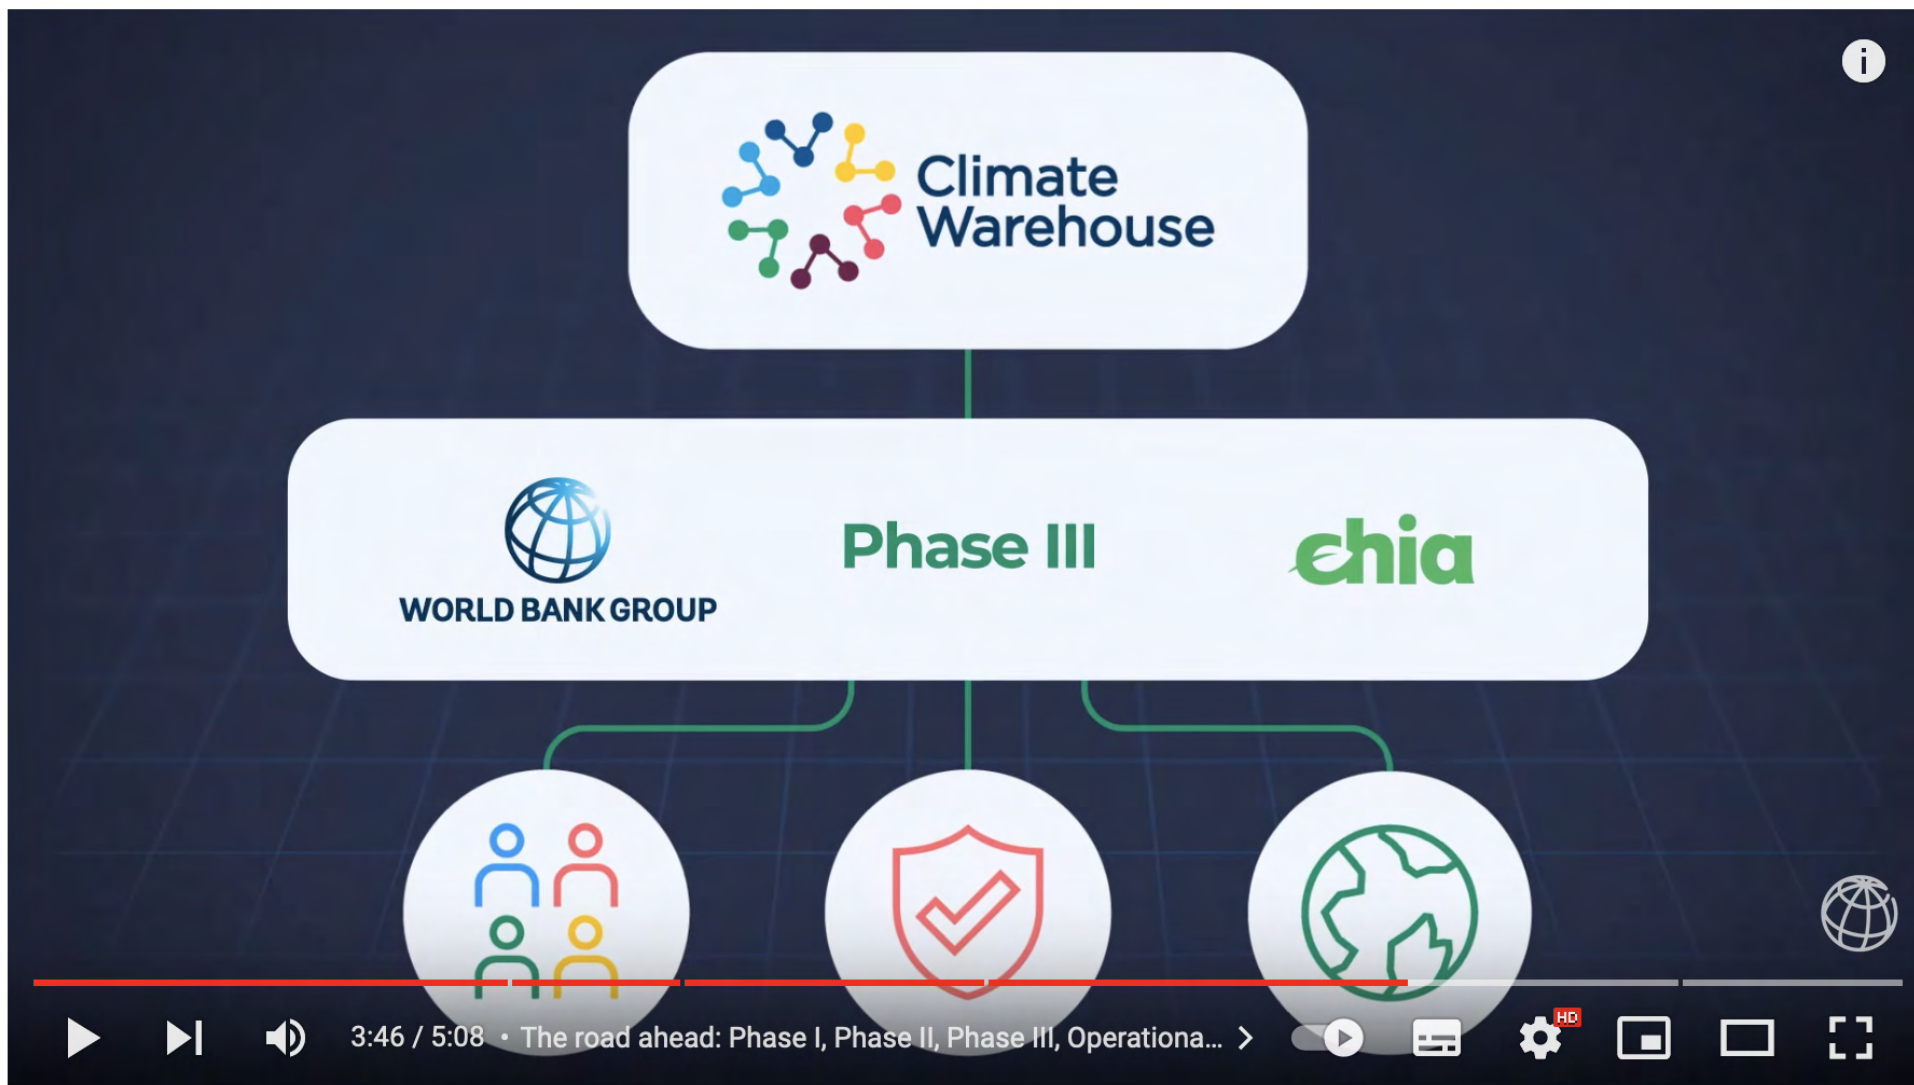 i
Climate
Warehouse
WORLD BANK GROUP
Phase III
chia
3:46 / 5:08 • The road ahead: Phase I, Phase II, Phase III, Operationa...
HD